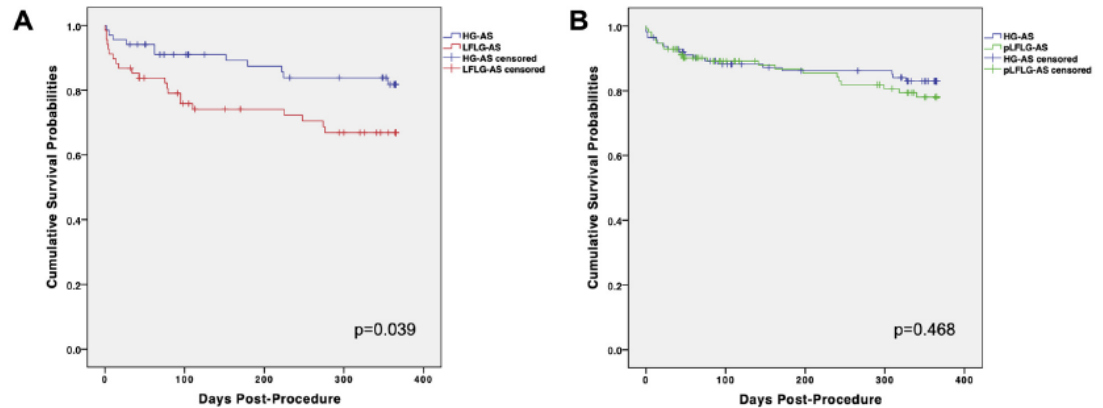 A
Cumulative Survival Probabilities
1.0
0.8
0.6
0.4
0.2
0.0
0
100
200
300
400
Days Post-Procedure
p=0.039
HG-AS
LFLG-AS
HG-AS censored
LFLG-AS censored
B
Cumulative Survival Probabilities
1.0
0.8
0.6
0.4
0.2
0.0
0
100
200
300
400
Days Post-Procedure
p=0.468
HG-AS
pLFLG-AS
HG-AS censored
pLFLG-AS censored